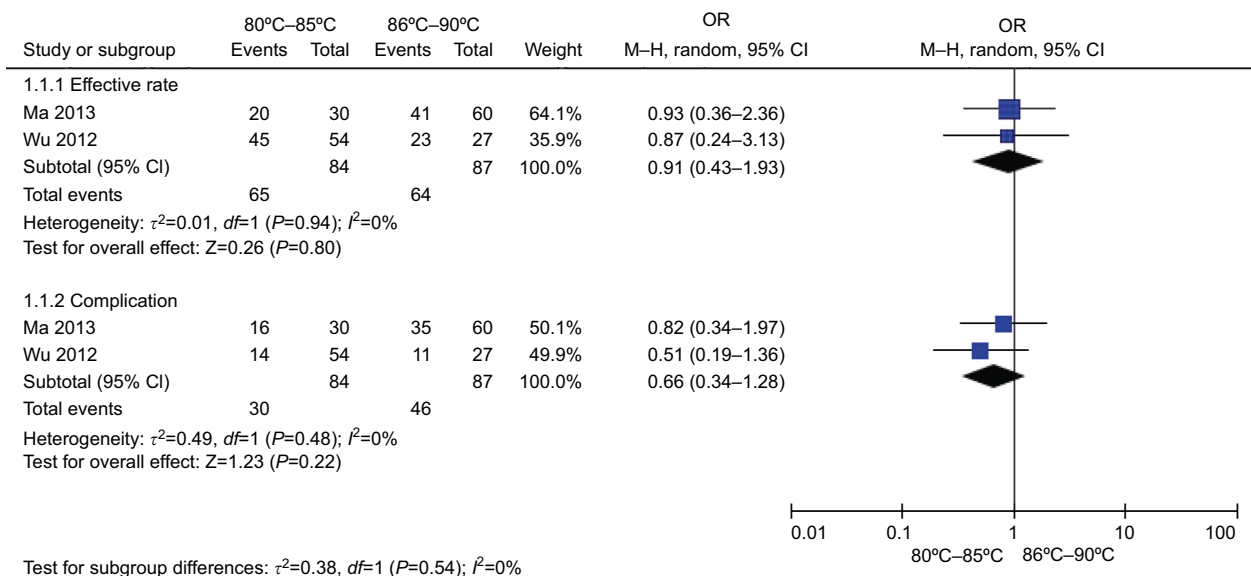 80ºC–85ºC 86ºC–90ºC OR OR
Study or subgroup Events Total Events Total Weight M–H, random, 95% CI M–H, random, 95% CI
1.1.1 Effective rate
Ma 2013 20 30 41 60 64.1% 0.93 (0.36–2.36)
Wu 2012 45 54 23 27 35.9% 0.87 (0.24–3.13)
Subtotal (95% CI) 84 87 100.0% 0.91 (0.43–1.93)
Total events 65 64
Heterogeneity: τ²=0.01, df=1 (P=0.94); I²=0%
Test for overall effect: Z=0.26 (P=0.80)
1.1.2 Complication
Ma 2013 16 30 35 60 50.1% 0.82 (0.34–1.97)
Wu 2012 14 54 11 27 49.9% 0.51 (0.19–1.36)
Subtotal (95% CI) 84 87 100.0% 0.66 (0.34–1.28)
Total events 30 46
Heterogeneity: τ²=0.49, df=1 (P=0.48); I²=0%
Test for overall effect: Z=1.23 (P=0.22)
0.01 0.1 1 10 100
80ºC–85ºC 86ºC–90ºC
Test for subgroup differences: τ²=0.38, df=1 (P=0.54); I²=0%